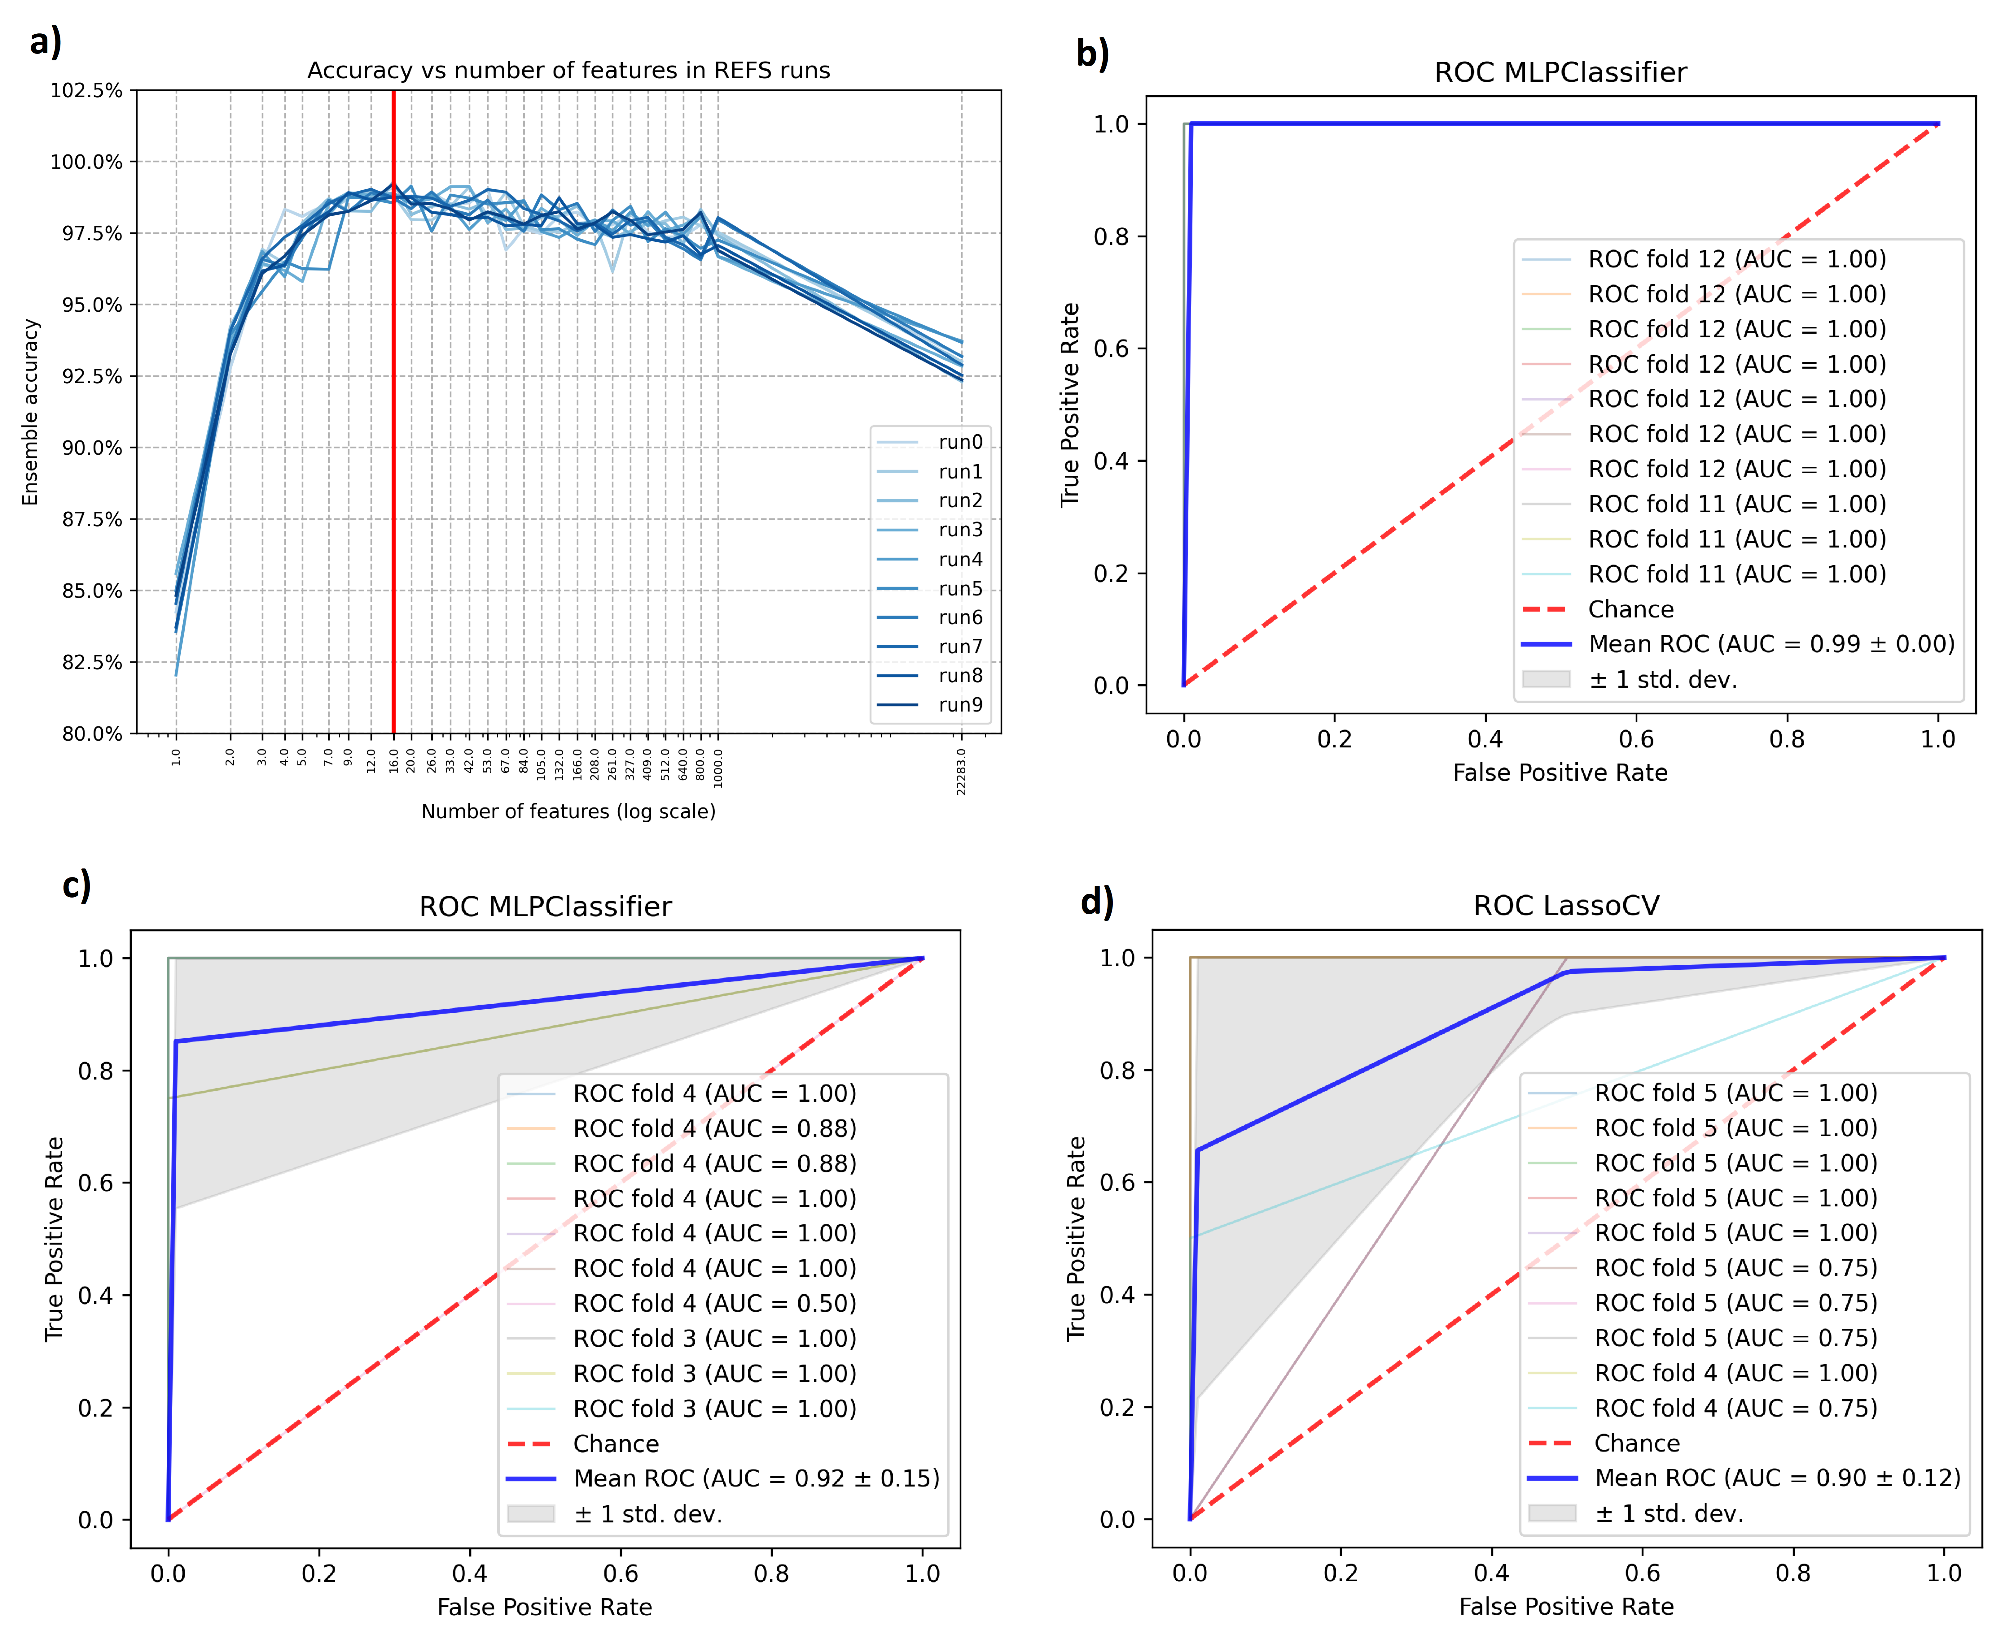 a)
Accuracy vs number of features in REFS runs
102.5%
100.0%
97.5%
95.0%
92.5%
90.0%
87.5%
85.0%
82.5%
80.0%
Ensemble accuracy
run0
run1
run2
run3
run4
run5
run6
run7
run8
run9
1.0 2.0 3.0 4.0 5.0 7.0 9.0 12.0 16.0 20.0 26.0 33.0 42.0 53.0 67.0 84.0 105.0 132.0 166.0 208.0 261.0 327.0 409.0 512.0 640.0 800.0 1000.0 22283.0
Number of features (log scale)
b)
ROC MLPClassifier
1.0
0.8
0.6
0.4
0.2
0.0
True Positive Rate
ROC fold 12 (AUC = 1.00)
ROC fold 12 (AUC = 1.00)
ROC fold 12 (AUC = 1.00)
ROC fold 12 (AUC = 1.00)
ROC fold 12 (AUC = 1.00)
ROC fold 12 (AUC = 1.00)
ROC fold 12 (AUC = 1.00)
ROC fold 11 (AUC = 1.00)
ROC fold 11 (AUC = 1.00)
ROC fold 11 (AUC = 1.00)
Chance
Mean ROC (AUC = 0.99 ± 0.00)
± 1 std. dev.
0.0 0.2 0.4 0.6 0.8 1.0
False Positive Rate
c)
ROC MLPClassifier
1.0
0.8
0.6
0.4
0.2
0.0
True Positive Rate
ROC fold 4 (AUC = 1.00)
ROC fold 4 (AUC = 0.88)
ROC fold 4 (AUC = 0.88)
ROC fold 4 (AUC = 1.00)
ROC fold 4 (AUC = 1.00)
ROC fold 4 (AUC = 1.00)
ROC fold 4 (AUC = 0.50)
ROC fold 3 (AUC = 1.00)
ROC fold 3 (AUC = 1.00)
ROC fold 3 (AUC = 1.00)
Chance
Mean ROC (AUC = 0.92 ± 0.15)
± 1 std. dev.
0.0 0.2 0.4 0.6 0.8 1.0
False Positive Rate
d)
ROC LassoCV
1.0
0.8
0.6
0.4
0.2
0.0
True Positive Rate
ROC fold 5 (AUC = 1.00)
ROC fold 5 (AUC = 1.00)
ROC fold 5 (AUC = 1.00)
ROC fold 5 (AUC = 1.00)
ROC fold 5 (AUC = 1.00)
ROC fold 5 (AUC = 0.75)
ROC fold 5 (AUC = 0.75)
ROC fold 5 (AUC = 0.75)
ROC fold 4 (AUC = 1.00)
ROC fold 4 (AUC = 0.75)
Chance
Mean ROC (AUC = 0.90 ± 0.12)
± 1 std. dev.
0.0 0.2 0.4 0.6 0.8 1.0
False Positive Rate